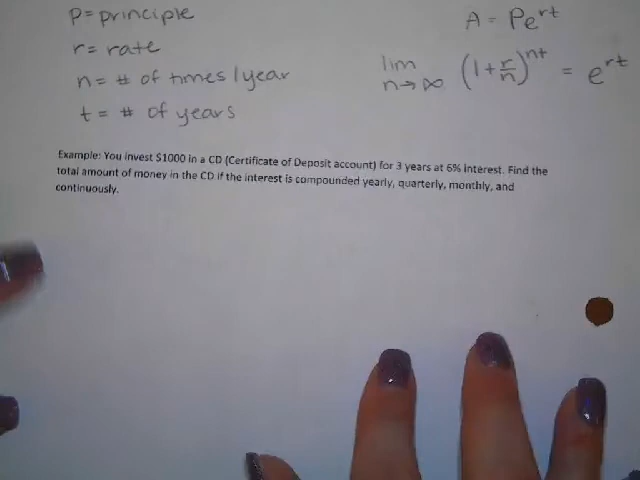 P= principle
r= rate
n= # of times/year
t = # of years
A = Pe^rt
lim n→∞ (1+r/n)^nt = e^rt
Example: You invest $1000 in a CD (Certificate of Deposit account) for 3 years at 6% interest. Find the
total amount of money in the CD if the interest is compounded yearly, quarterly, monthly, and
continuously.